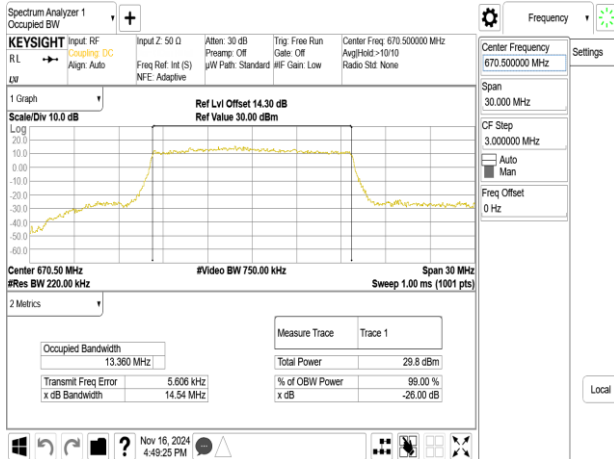 Spectrum Analyzer 1
Occupied BW
Frequency
KEYSIGHT
RL
LXI
Input: RF
Coupling: DC
Align: Auto
Input Z: 50 Ω
Freq Ref: Int (S)
NFE: Adaptive
Atten: 30 dB
Preamp: Off
µW Path: Standard
Trig: Free Run
Gate: Off
#IF Gain: Low
Center Freq: 670.500000 MHz
Avg|Hold:>10/10
Radio Std: None
Center Frequency
670.500000 MHz
Settings
Span
30.000 MHz
CF Step
3.000000 MHz
Auto
Man
Freq Offset
0 Hz
Local
1 Graph
Scale/Div 10.0 dB
Ref Lvl Offset 14.30 dB
Ref Value 30.00 dBm
Log
20.0
10.0
0.00
-10.0
-20.0
-30.0
-40.0
-50.0
-60.0
Center 670.50 MHz
#Video BW 750.00 kHz
Span 30 MHz
#Res BW 220.00 kHz
Sweep 1.00 ms (1001 pts)
2 Metrics
Occupied Bandwidth
13.360 MHz
Transmit Freq Error 5.606 kHz
x dB Bandwidth 14.54 MHz
Measure Trace Trace 1
Total Power 29.8 dBm
% of OBW Power 99.00 %
x dB -26.00 dB
?
Nov 16, 2024
4:49:25 PM